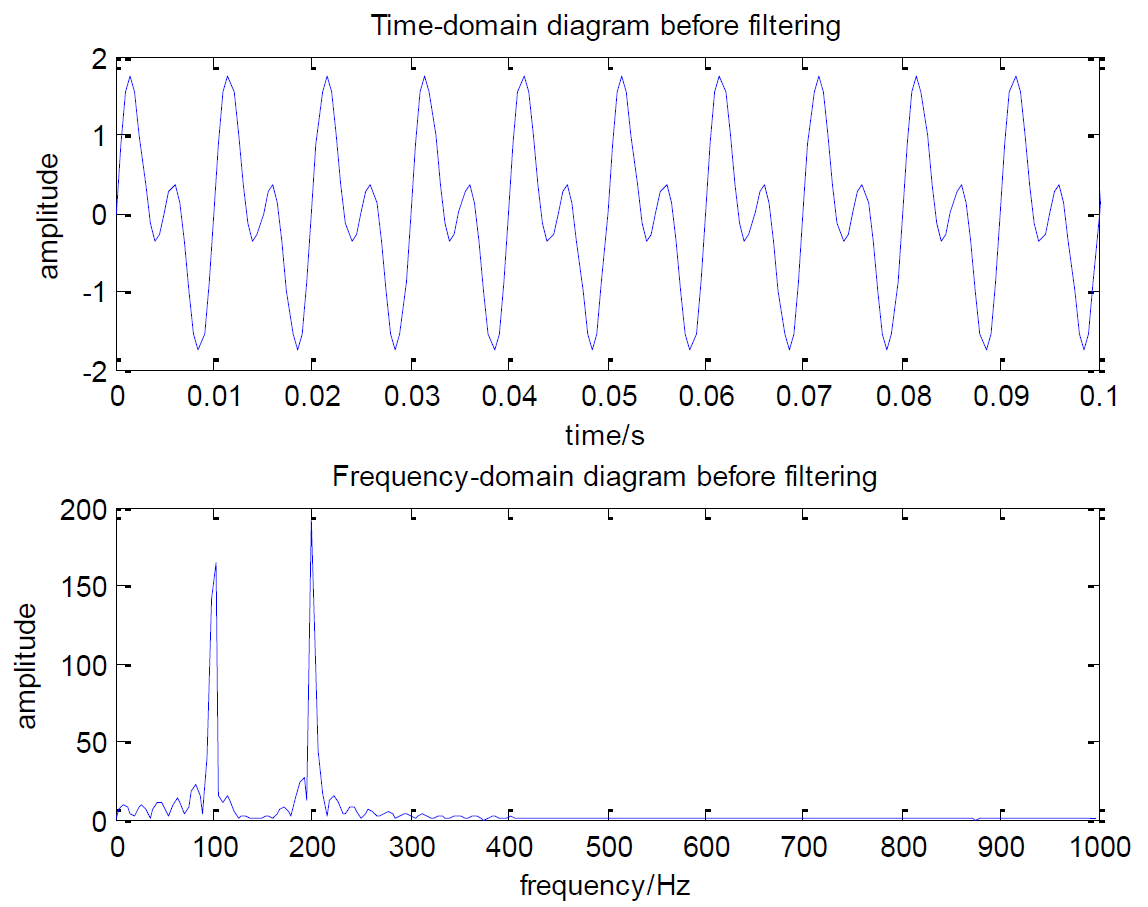 Time-domain diagram before filtering
2
1
0
-1
-2
amplitude
0 0.01 0.02 0.03 0.04 0.05 0.06 0.07 0.08 0.09 0.1
time/s
Frequency-domain diagram before filtering
200
150
100
50
0
amplitude
0 100 200 300 400 500 600 700 800 900 1000
frequency/Hz